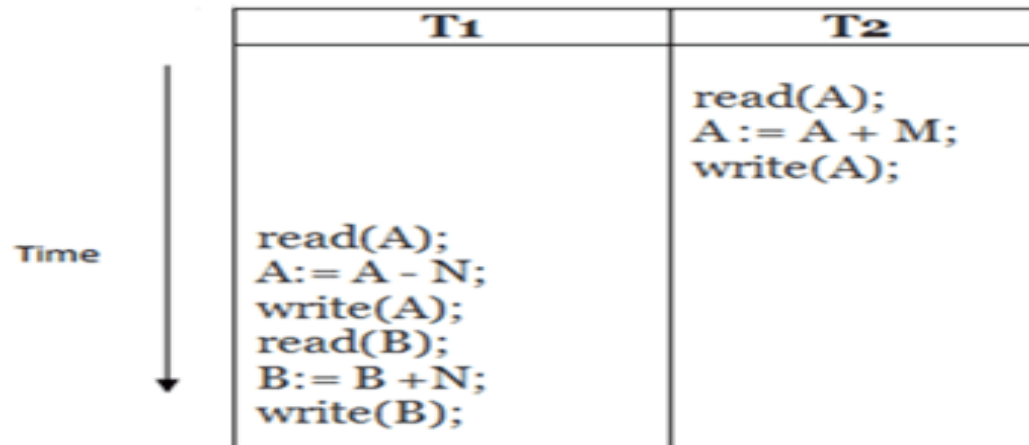 T1 T2
read(A);
A := A + M;
write(A);
Time
read(A);
A:= A - N;
write(A);
read(B);
B:= B +N;
write(B);